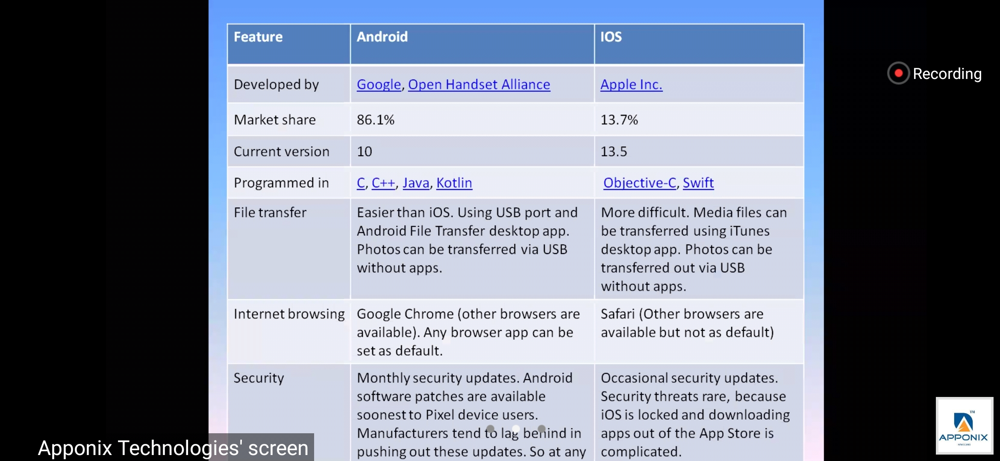 Feature Android IOS
Developed by Google, Open Handset Alliance Apple Inc.
Market share 86.1% 13.7%
Current version 10 13.5
Programmed in C, C++, Java, Kotlin Objective-C, Swift
File transfer
Easier than iOS. Using USB port and
Android File Transfer desktop app.
Photos can be transferred via USB
without apps.
More difficult. Media files can
be transferred using iTunes
desktop app. Photos can be
transferred out via USB
without apps.
Internet browsing
Google Chrome (other browsers are
available). Any browser app can be
set as default.
Safari (Other browsers are
available but not as default)
Security
Monthly security updates. Android
software patches are available
soonest to Pixel device users.
Manufacturers tend to lag behind in
pushing out these updates. So at any
Occasional security updates.
Security threats rare, because
iOS is locked and downloading
apps out of the App Store is
complicated.
Recording
Apponix Technologies' screen
TM
APPONIX